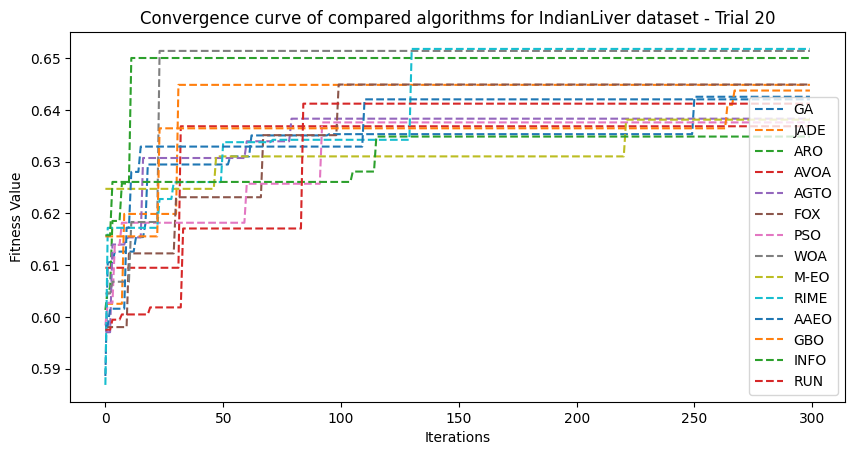 Convergence curve of compared algorithms for IndianLiver dataset - Trial 20
Fitness Value
0.65
0.64
0.63
0.62
0.61
0.60
0.59
0
50
100
150
200
250
300
Iterations
GA
JADE
ARO
AVOA
AGTO
FOX
PSO
WOA
M-EO
RIME
AAEO
GBO
INFO
RUN